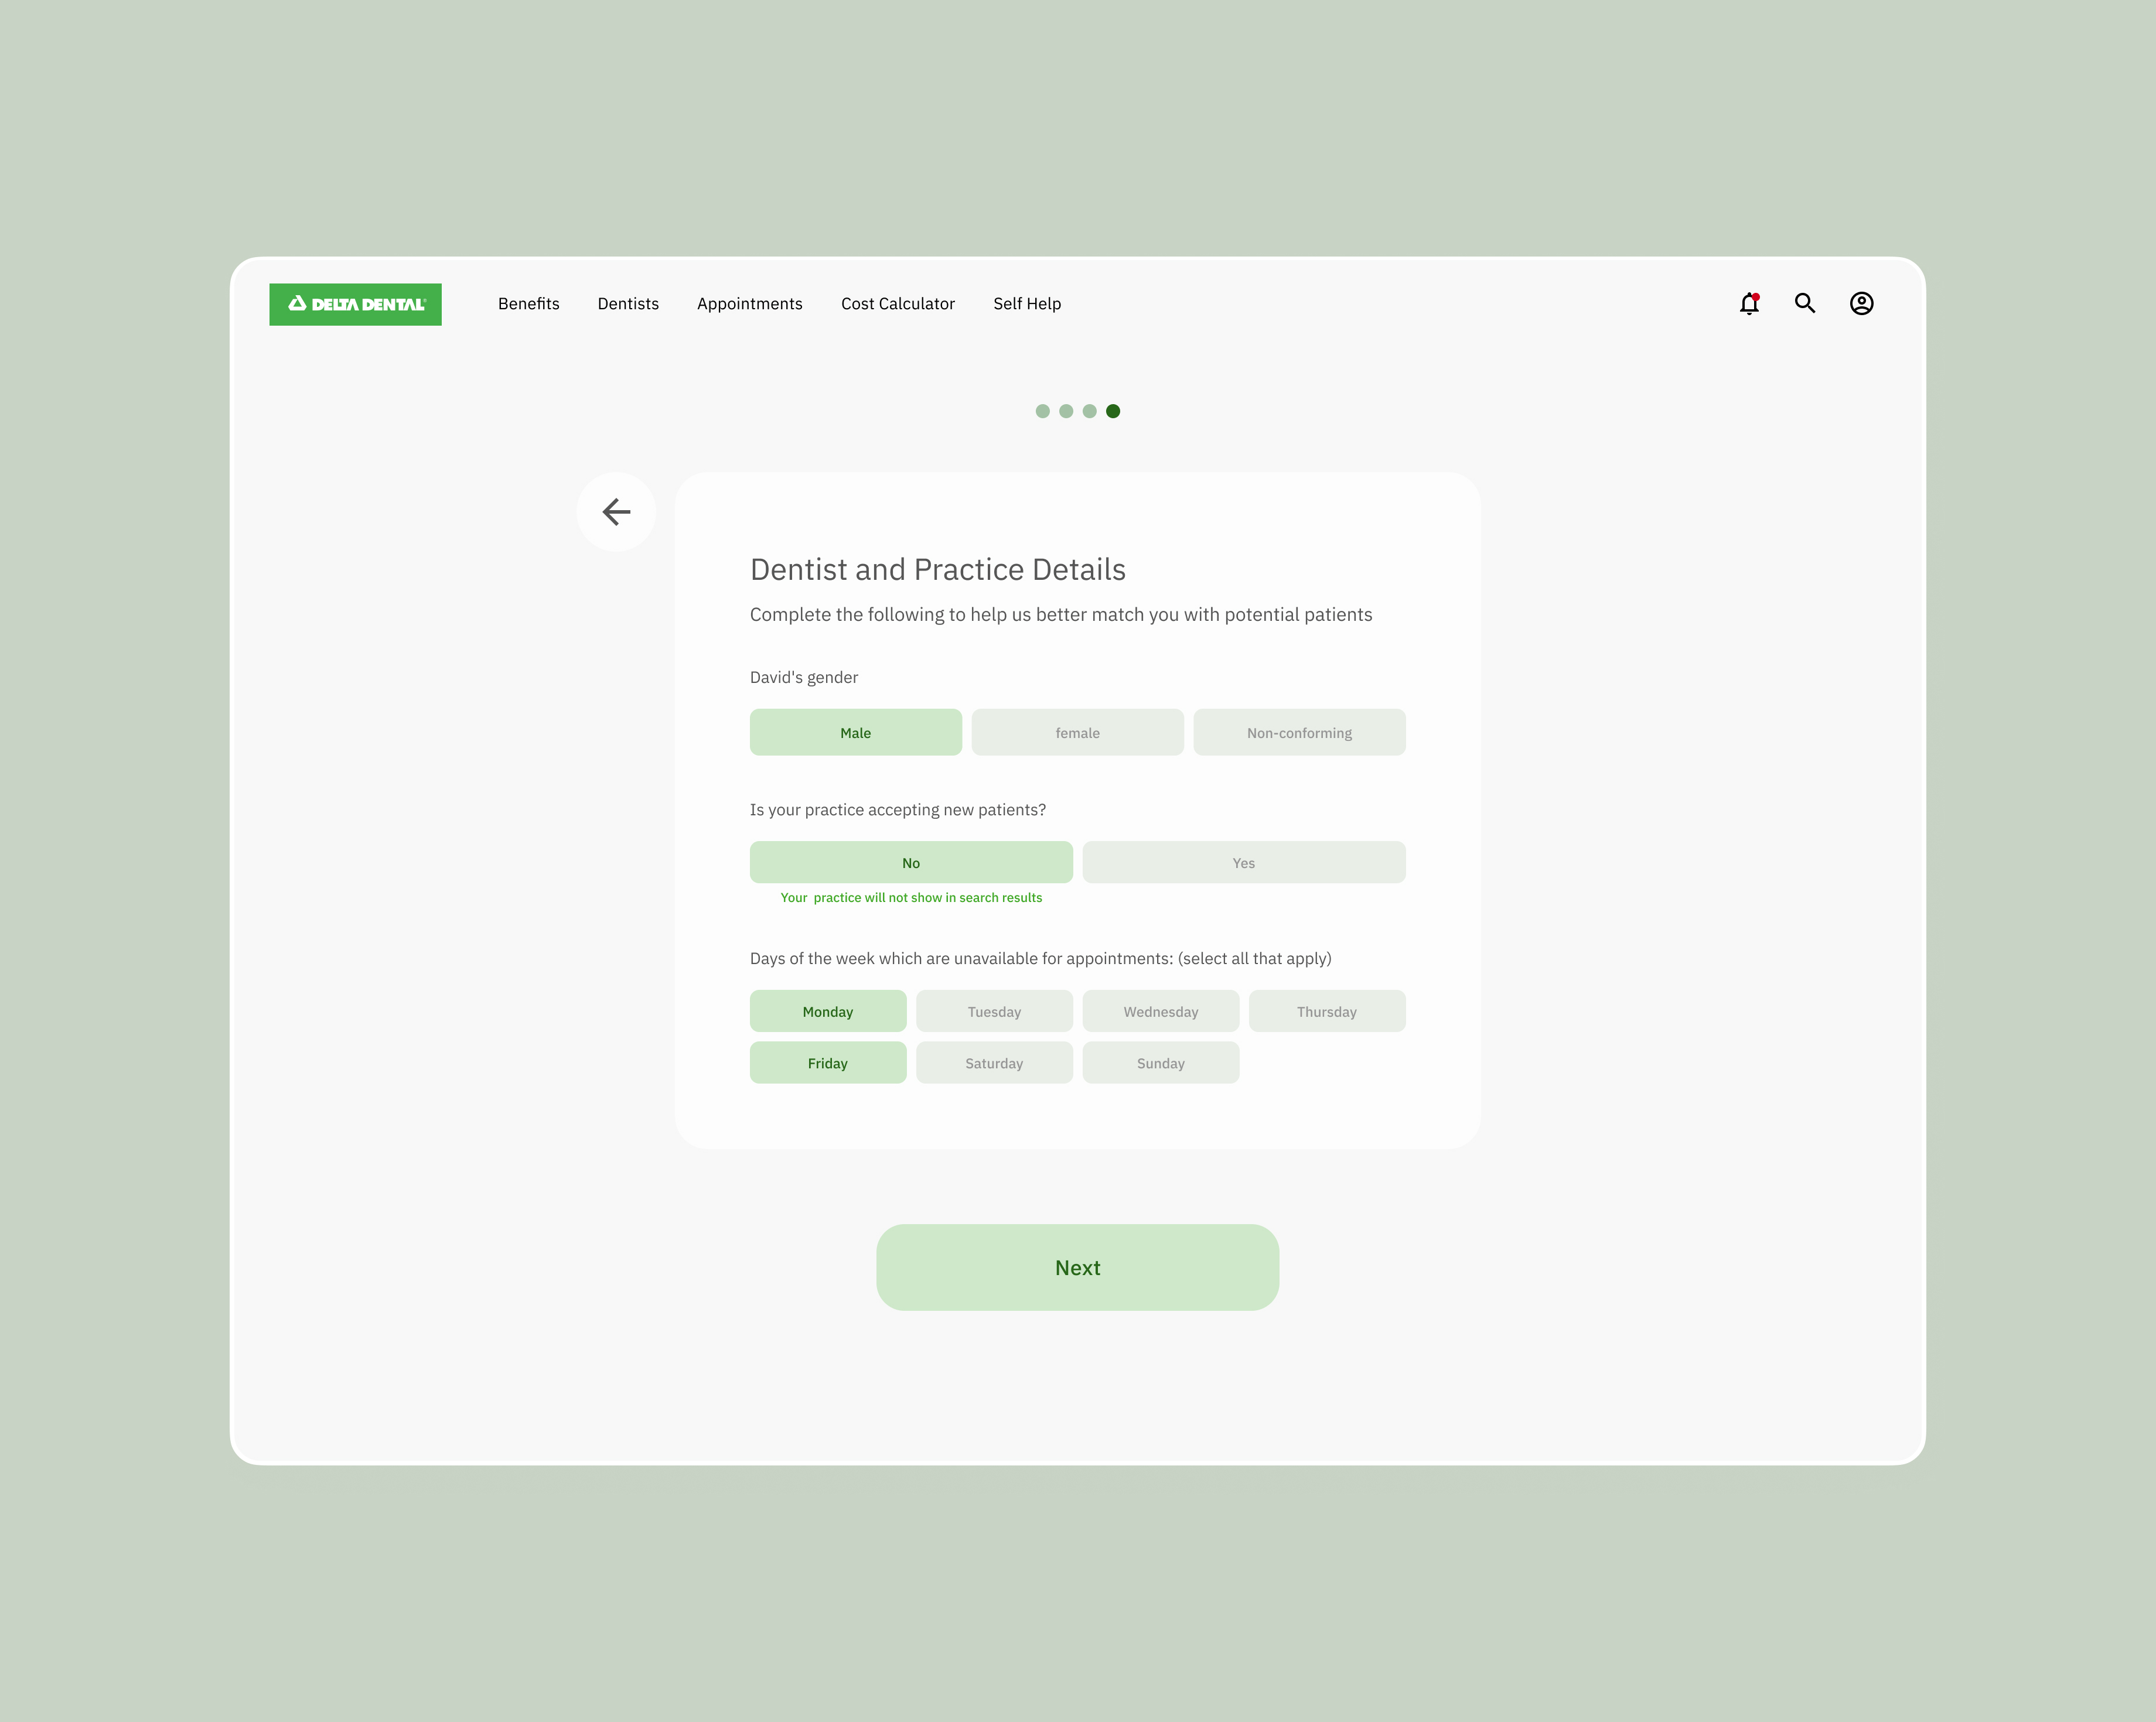 DELTA DENTAL
Benefits Dentists Appointments Cost Calculator Self Help
Dentist and Practice Details
Complete the following to help us better match you with potential patients
David's gender
Male female Non-conforming
Is your practice accepting new patients?
No Yes
Your  practice will not show in search results
Days of the week which are unavailable for appointments: (select all that apply)
Monday Tuesday Wednesday Thursday
Friday Saturday Sunday
Next